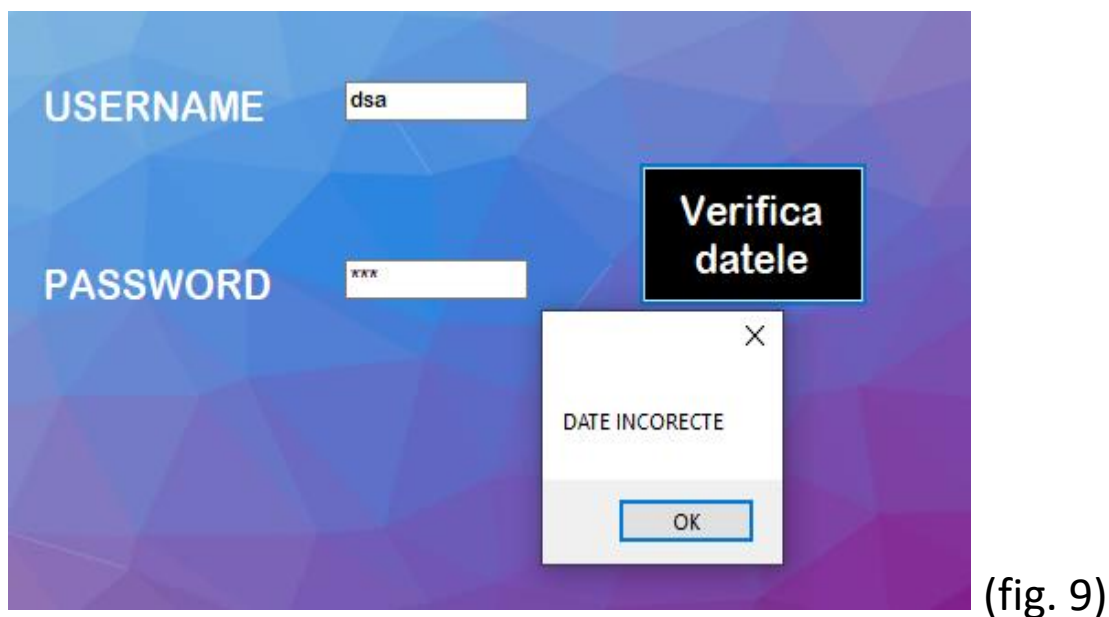 USERNAME
dsa
Verifica
datele
PASSWORD
***
DATE INCORECTE
OK
(fig. 9)